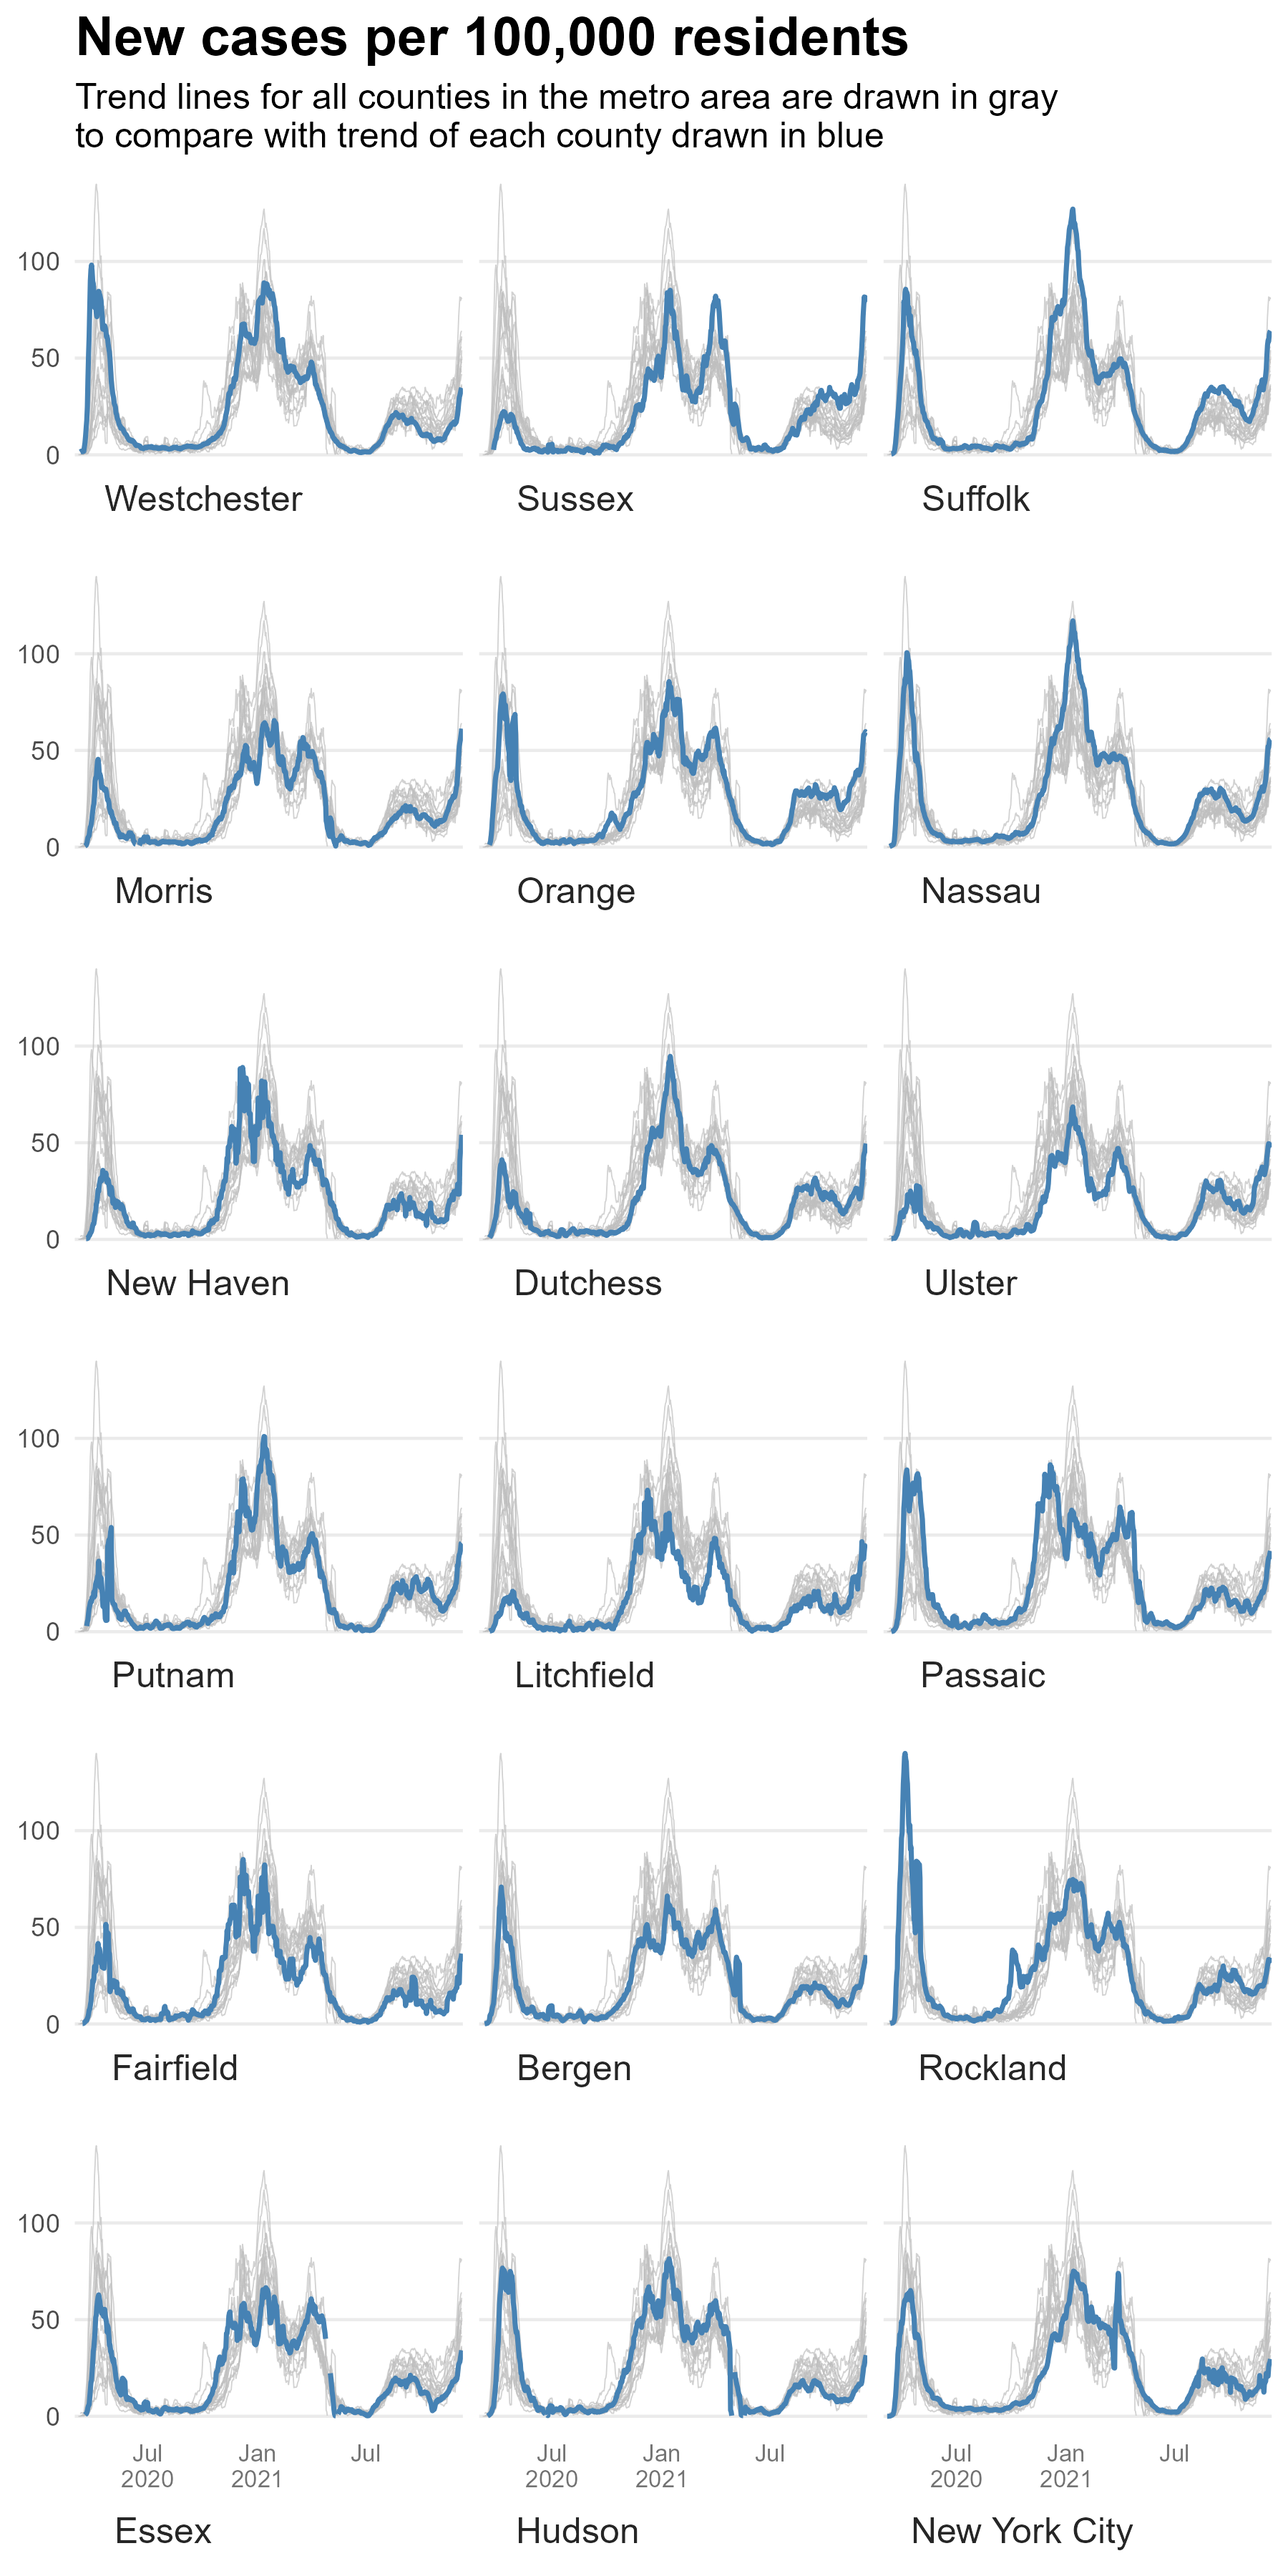 New cases per 100,000 residents
Trend lines for all counties in the metro area are drawn in gray
to compare with trend of each county drawn in blue
100
50
0
Westchester
Sussex
Suffolk
100
50
0
Morris
Orange
Nassau
100
50
0
New Haven
Dutchess
Ulster
100
50
0
Putnam
Litchfield
Passaic
100
50
0
Fairfield
Bergen
Rockland
100
50
0
Jul
2020
Jan
2021
Jul
Jul
2020
Jan
2021
Jul
Jul
2020
Jan
2021
Jul
Essex
Hudson
New York City